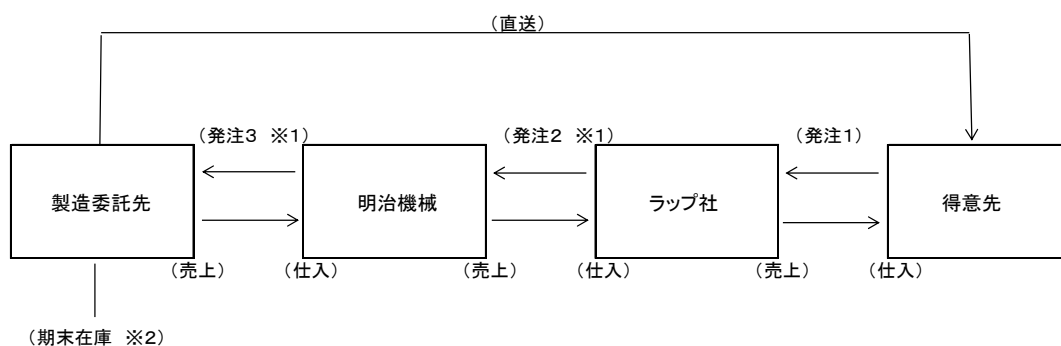 （直送）
（発注３　※１）
（発注２　※１）
（発注１）
製造委託先
明治機械
ラップ社
得意先
（売上）
（仕入）
（売上）
（仕入）
（売上）
（仕入）
（期末在庫　※２）